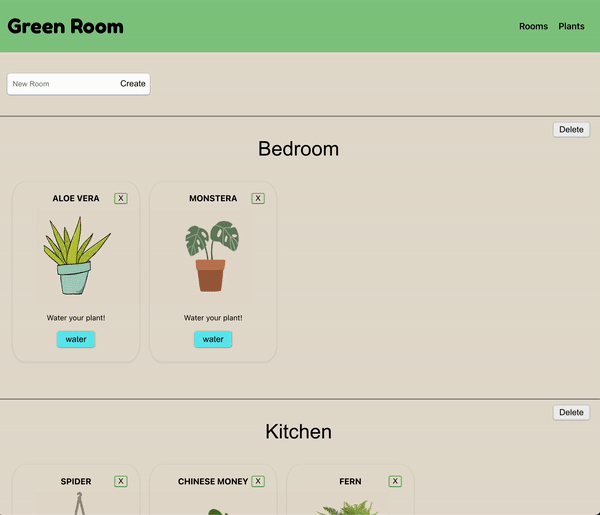 Green Room
Rooms Plants
New Room Create
Delete
Bedroom
ALOE VERA X MONSTERA X
Water your plant! Water your plant!
water water
Delete
Kitchen
SPIDER X CHINESE MONEY X FERN X